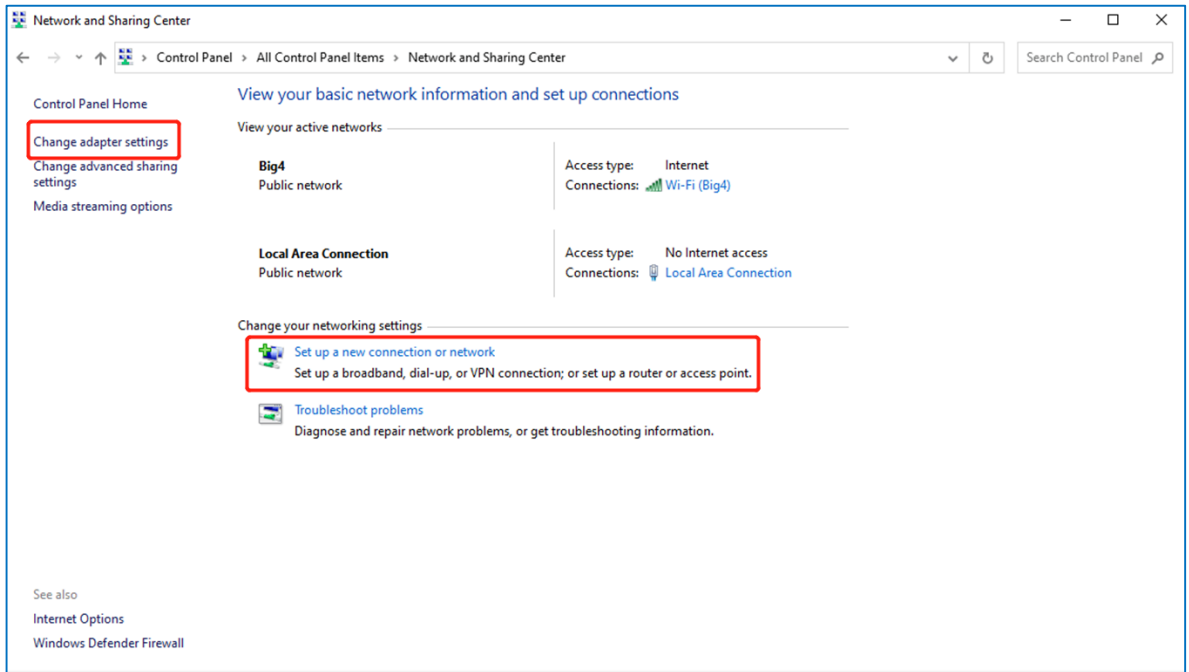 Network and Sharing Center
Control Panel > All Control Panel Items > Network and Sharing Center
Search Control Panel
Control Panel Home
Change adapter settings
Change advanced sharing
settings
Media streaming options
View your basic network information and set up connections
View your active networks
Big4
Public network
Access type: Internet
Connections: Wi-Fi (Big4)
Local Area Connection
Public network
Access type: No Internet access
Connections: Local Area Connection
Change your networking settings
Set up a new connection or network
Set up a broadband, dial-up, or VPN connection; or set up a router or access point.
Troubleshoot problems
Diagnose and repair network problems, or get troubleshooting information.
See also
Internet Options
Windows Defender Firewall